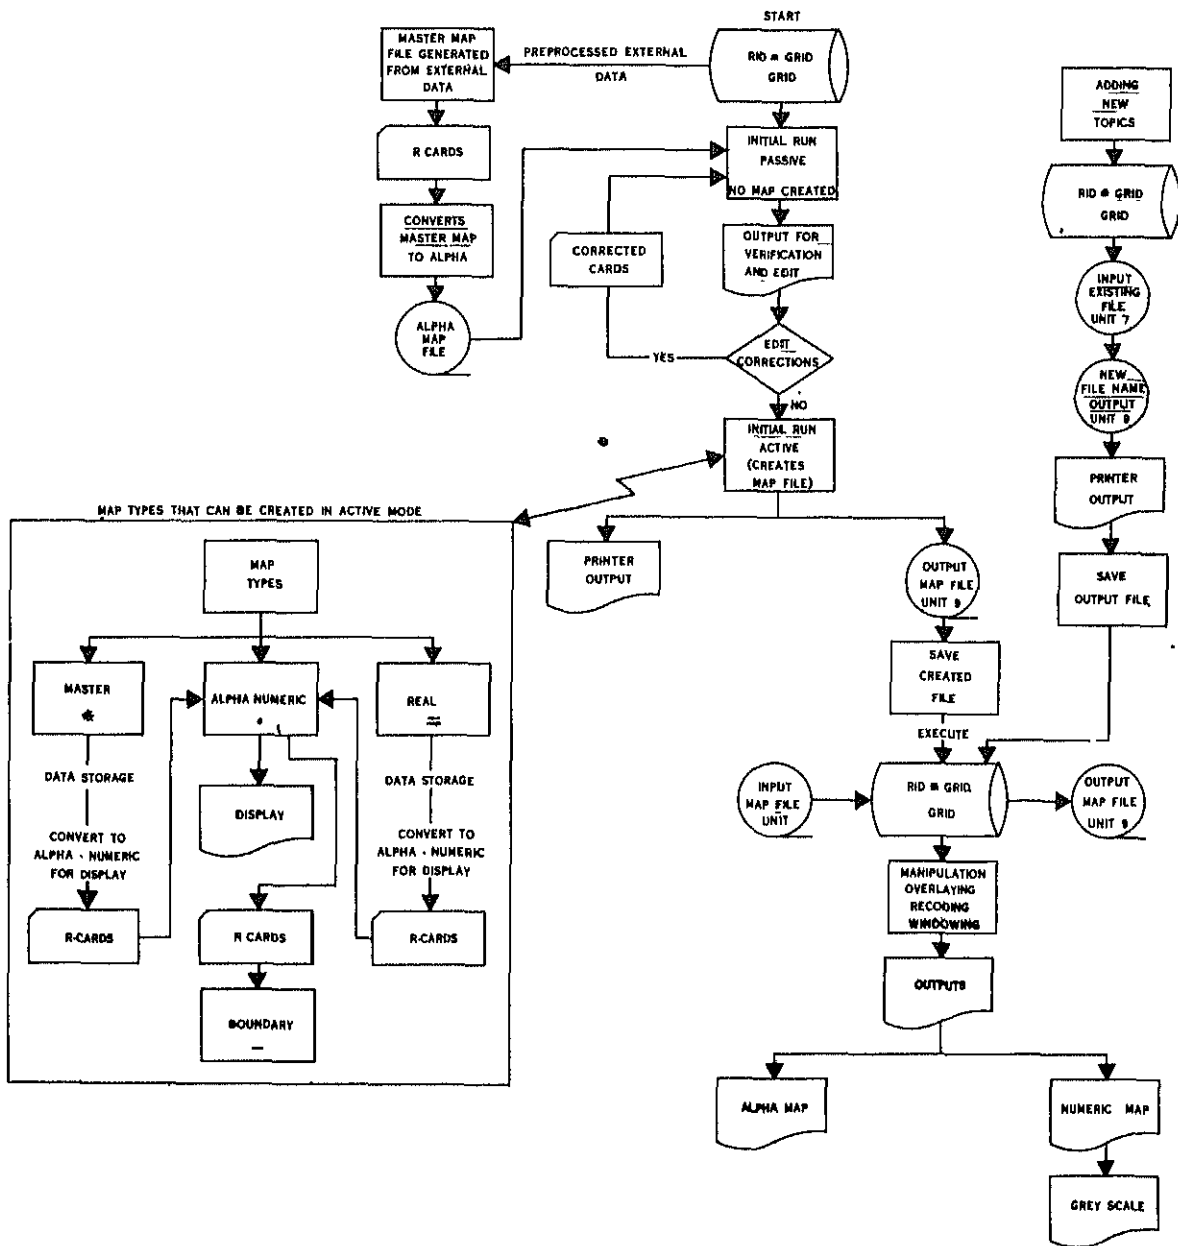 START
MASTER MAP
FILE GENERATED
FROM EXTERNAL
DATA
PREPROCESSED EXTERNAL
DATA
RID = GRID
GRID
R CARDS
INITIAL RUN
PASSIVE
NO MAP CREATED
CONVERTS
MASTER MAP
TO ALPHA
CORRECTED
CARDS
OUTPUT FOR
VERIFICATION
AND EDIT
ALPHA
MAP
FILE
YES
EDIT
CORRECTIONS
NO
INITIAL RUN
ACTIVE
(CREATES
MAP FILE)
PRINTER
OUTPUT
OUTPUT
MAP FILE
UNIT 9
SAVE
CREATED
FILE
EXECUTE
ADDING
NEW
TOPICS
RID = GRID
GRID
INPUT
EXISTING
FILE
UNIT 7
NEW
FILE NAME
OUTPUT
UNIT 9
PRINTER
OUTPUT
SAVE
OUTPUT FILE
MAP TYPES THAT CAN BE CREATED IN ACTIVE MODE
MAP
TYPES
MASTER
*
ALPHA NUMERIC
REAL
=
DATA STORAGE
CONVERT TO
ALPHA - NUMERIC
FOR DISPLAY
DISPLAY
DATA STORAGE
CONVERT TO
ALPHA - NUMERIC
FOR DISPLAY
R-CARDS
R CARDS
R-CARDS
BOUNDARY
—
INPUT
MAP FILE
UNIT
RID = GRID
GRID
OUTPUT
MAP FILE
UNIT 9
MANIPULATION
OVERLAYING
RECODING
WINDOWING
OUTPUTS
ALPHA MAP
NUMERIC MAP
GREY SCALE